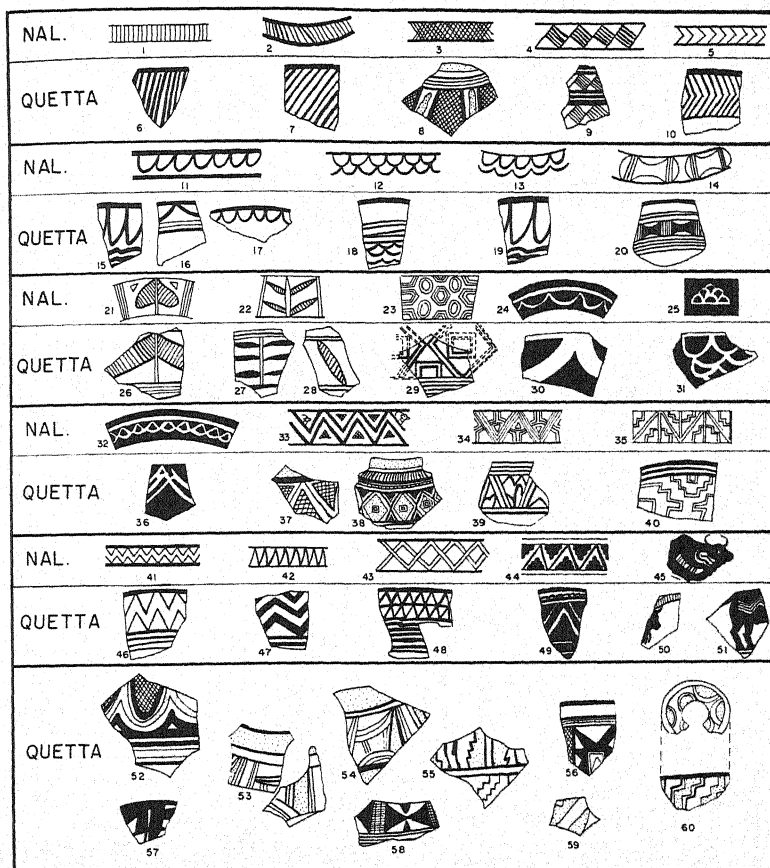 NAL.
1 2 3 4 5
QUETTA
6 7 8 9 10
NAL.
11 12 13 14
QUETTA
15 16 17 18 19 20
NAL.
21 22 23 24 25
QUETTA
26 27 28 29 30 31
NAL.
32 33 34 35
QUETTA
36 37 38 39 40
NAL.
41 42 43 44 45
QUETTA
46 47 48 49 50 51
QUETTA
52 53 54 55 56
57 58 59 60